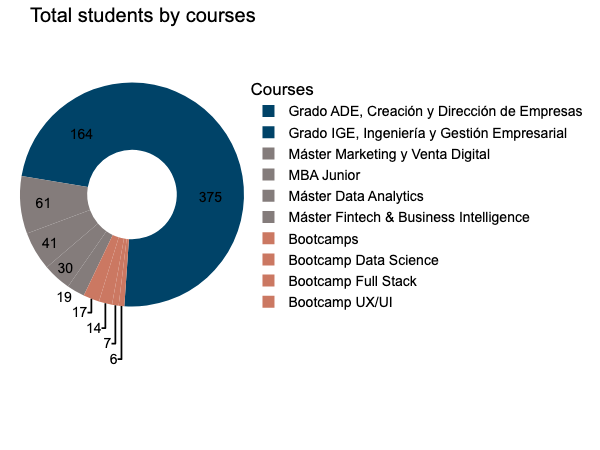 Total students by courses
Courses
Grado ADE, Creación y Dirección de Empresas
Grado IGE, Ingeniería y Gestión Empresarial
Máster Marketing y Venta Digital
MBA Junior
Máster Data Analytics
Máster Fintech & Business Intelligence
Bootcamps
Bootcamp Data Science
Bootcamp Full Stack
Bootcamp UX/UI
164
375
61
41
30
19
17
14
7
6